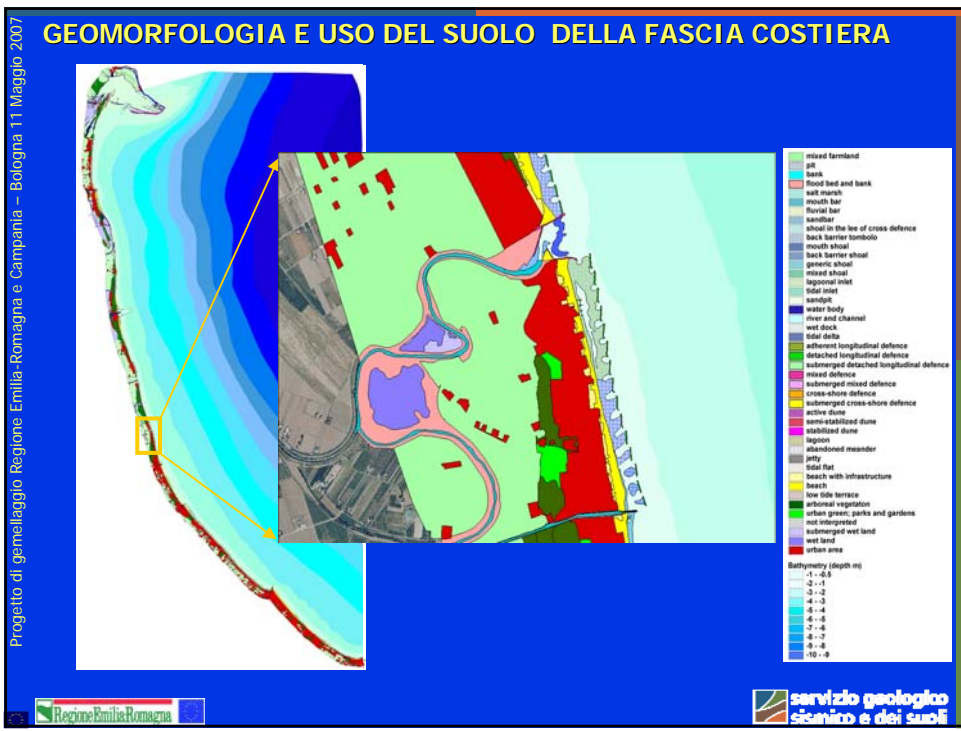 GEOMORFOLOGIA E USO DEL SUOLO DELLA FASCIA COSTIERA
Progetto di gemellaggio Regione Emilia-Romagna e Campania – Bologna 11 Maggio 2007
mixed farmland
pit
bank
flood bed and bank
salt marsh
mouth bar
fluvial bar
sandbar
shoal in the lee of cross defence
back barrier tombolo
mouth shoal
back barrier shoal
generic shoal
mixed shoal
lagoonal inlet
tidal inlet
sandpit
water body
river and channel
wet dock
tidal delta
adherent longitudinal defence
detached longitudinal defence
submerged detached longitudinal defence
mixed defence
submerged mixed defence
cross-shore defence
submerged cross-shore defence
active dune
semi-stabilized dune
stabilized dune
lagoon
abandoned meander
jetty
tidal flat
beach with infrastructure
beach
low tide terrace
arboreal vegetaton
urban green; parks and gardens
not interpreted
submerged wet land
wet land
urban area
Bathymetry (depth m)
-1 - -0.5
-2 - -1
-3 - -2
-4 - -3
-5 - -4
-6 - -5
-7 - -6
-8 - -7
-9 - -8
-10 - -9
RegioneEmiliaRomagna
servizio geologico
sismico e dei suoli